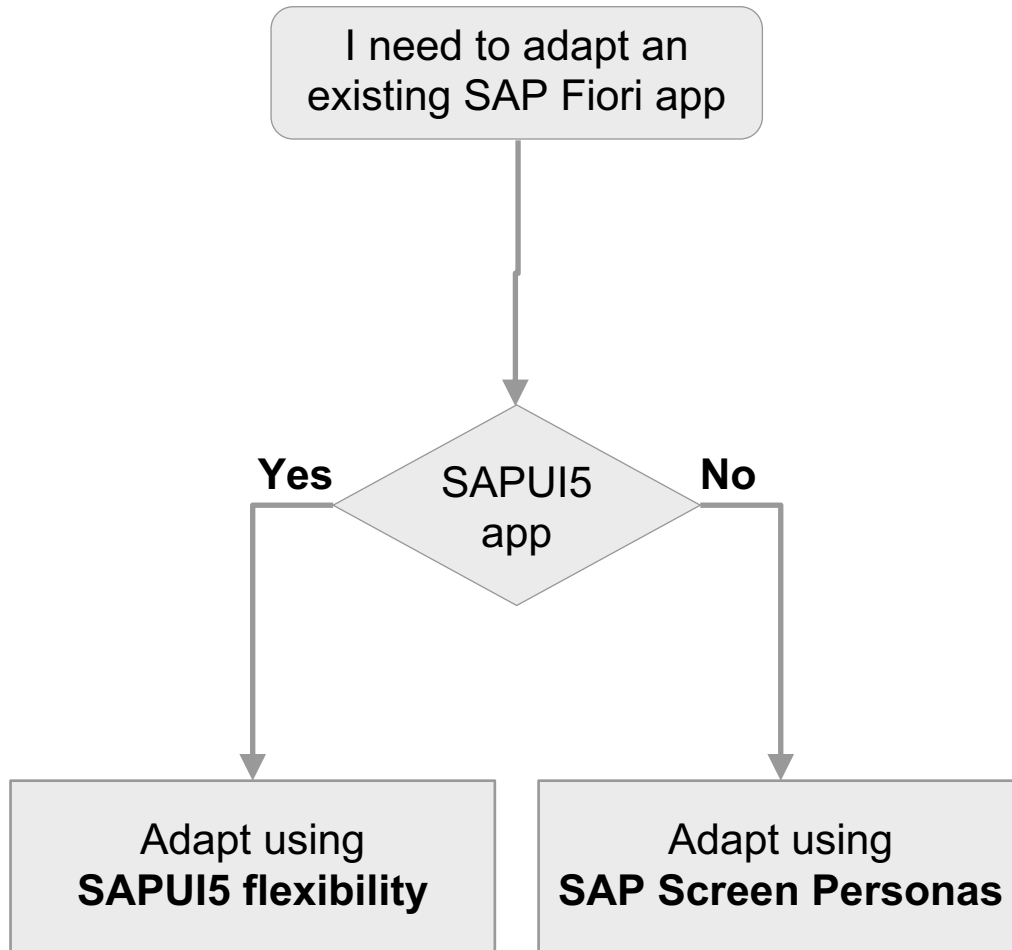 I need to adapt an
existing SAP Fiori app
Yes
SAPUI5
app
No
Adapt using
SAPUI5 flexibility
Adapt using
SAP Screen Personas